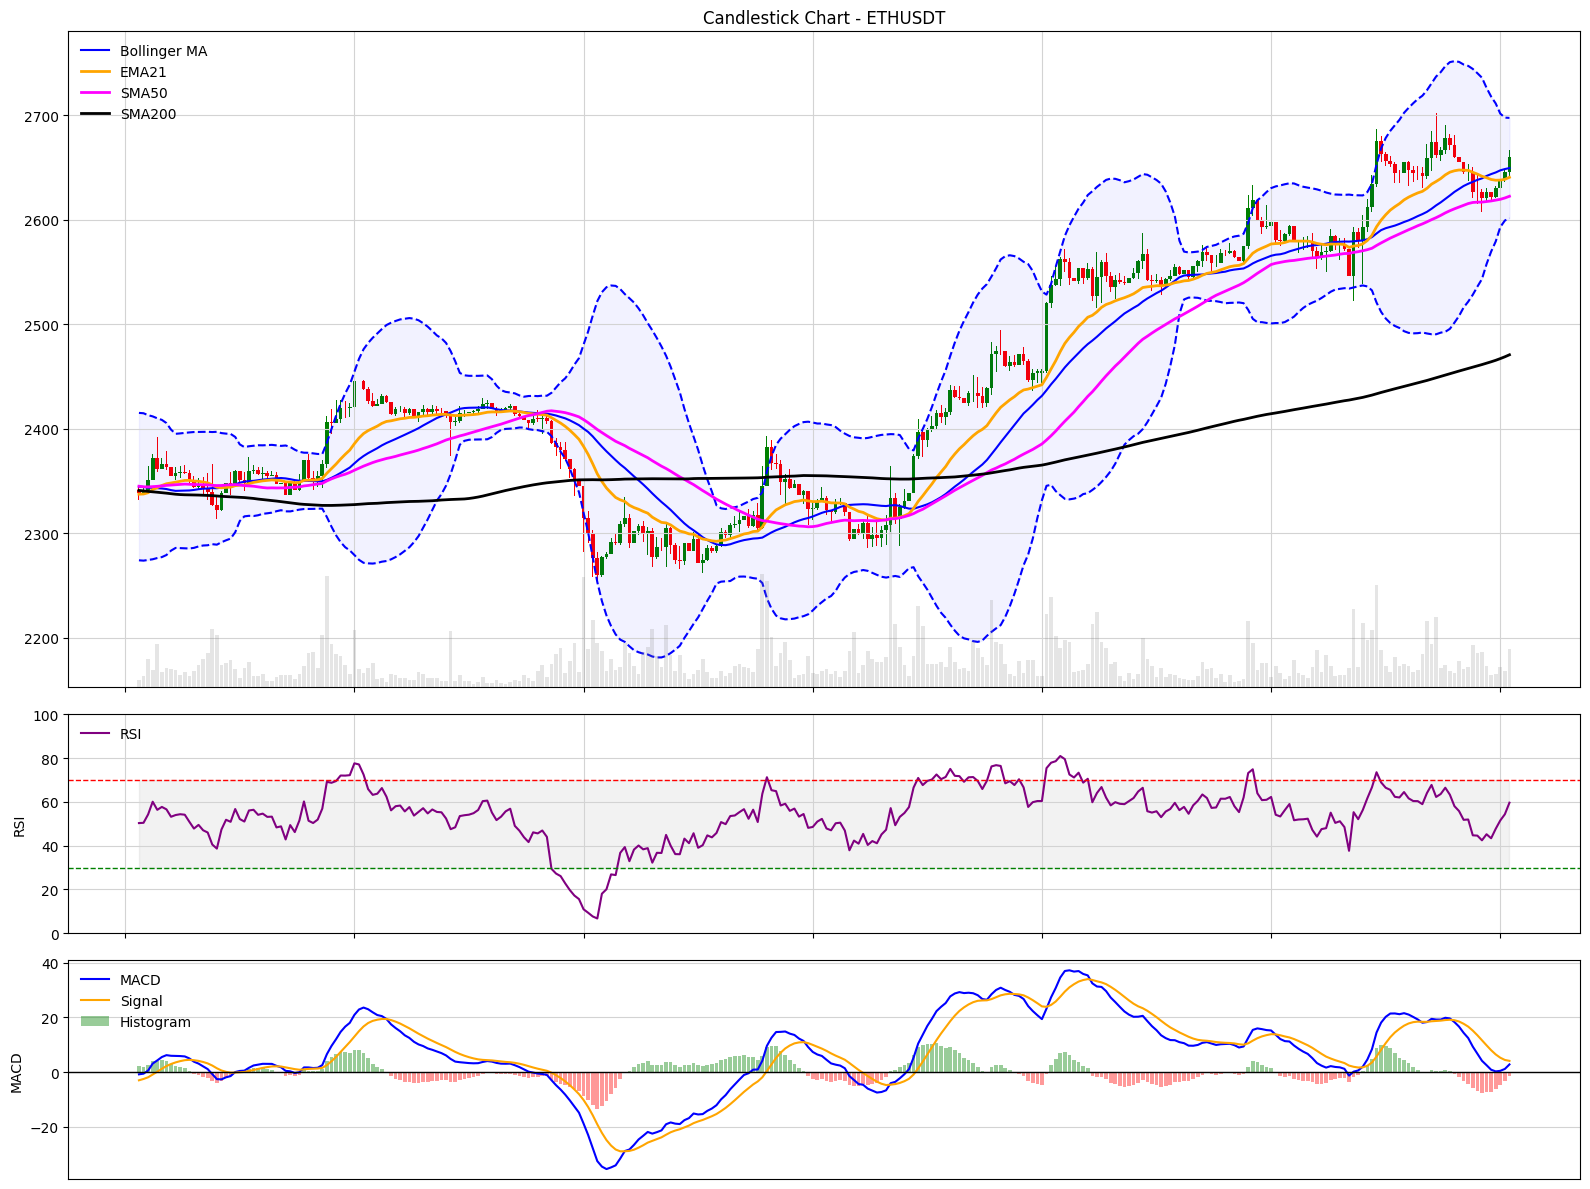 Candlestick Chart - ETHUSDT
Bollinger MA
EMA21
SMA50
SMA200
2700
2600
2500
2400
2300
2200
100
RSI
80
60
RSI
40
20
0
40
MACD
Signal
20
Histogram
MACD
0
−20